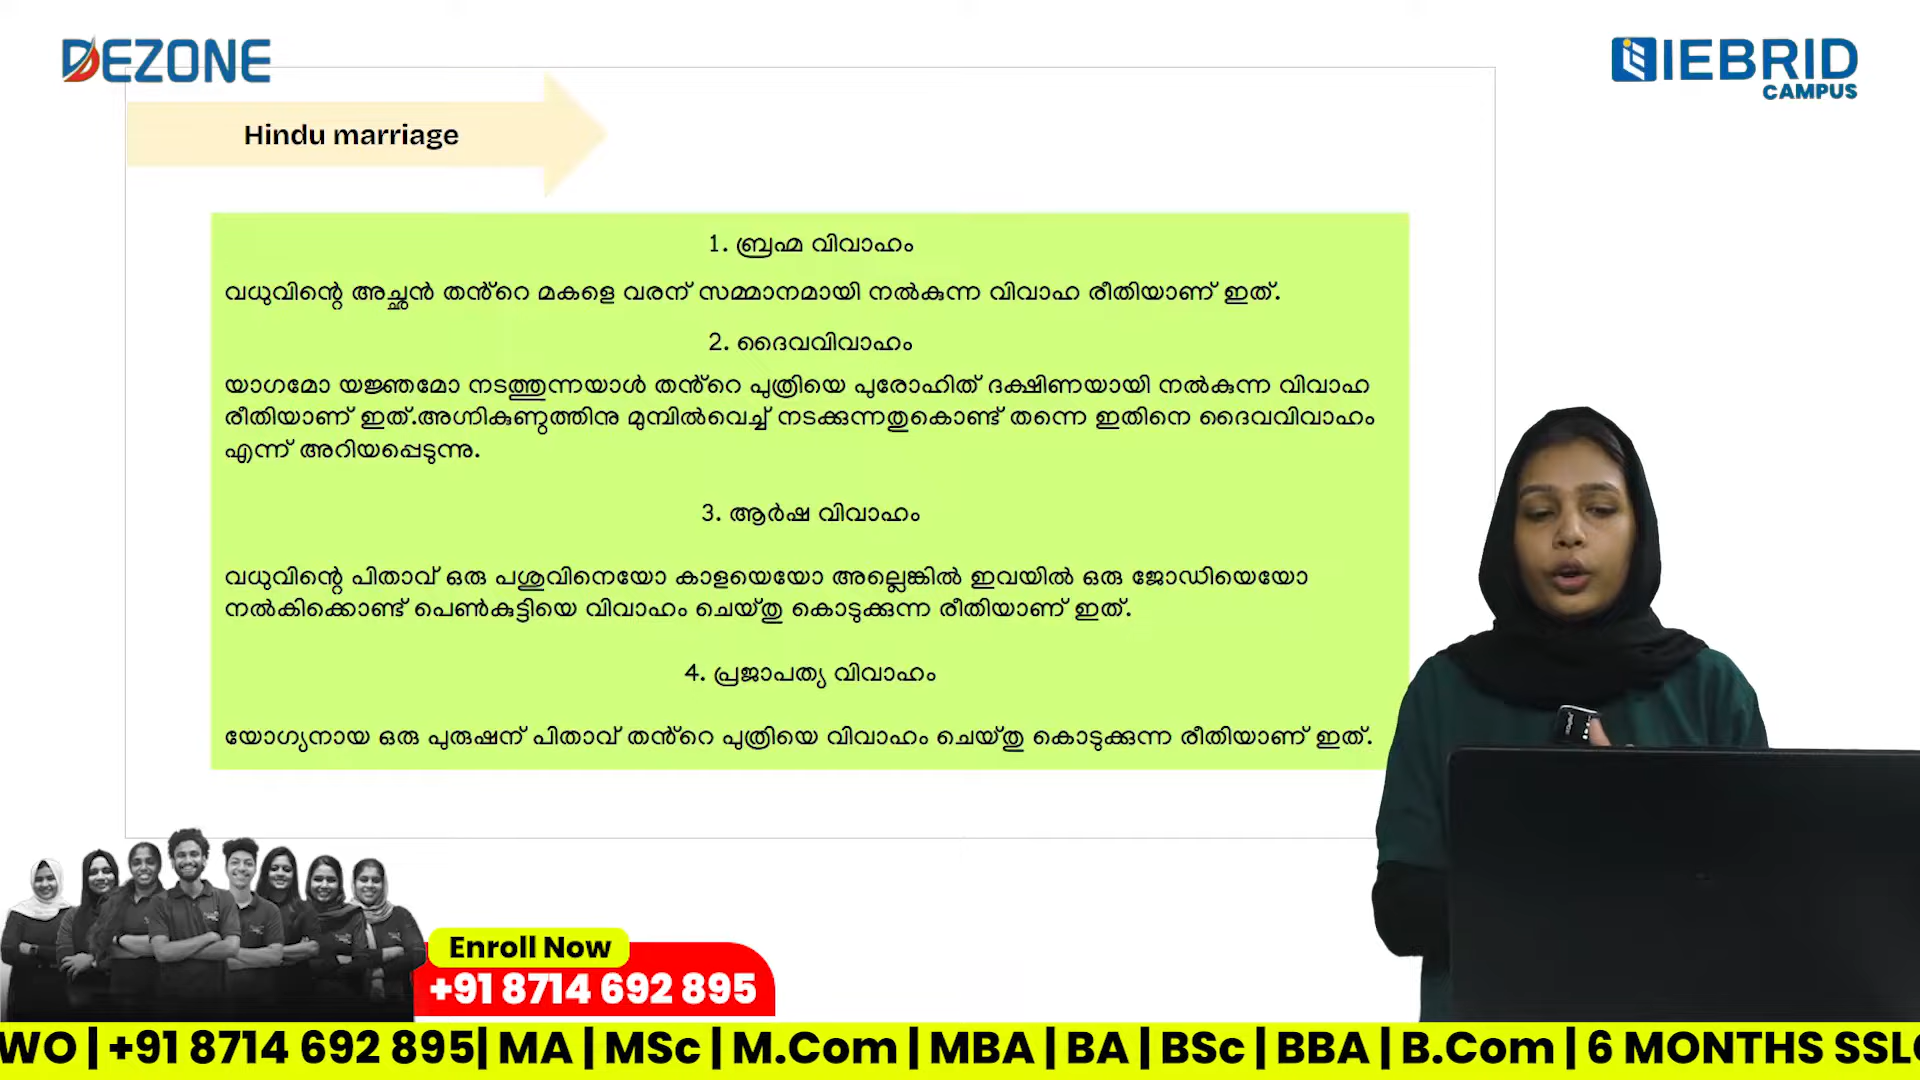 DEZONE
IEBRID
CAMPUS
Hindu marriage
1. ബ്രഹ്മ വിവാഹം
വധുവിന്റെ അച്ഛൻ തൻ്റെ മകളെ വരന് സമ്മാനമായി നൽകുന്ന വിവാഹ രീതിയാണ് ഇത്.
2. ദൈവവിവാഹം
യാഗമോ യജ്ഞമോ നടത്തുന്നയാൾ തൻ്റെ പുത്രിയെ പുരോഹിത് ദക്ഷിണയായി നൽകുന്ന വിവാഹ
രീതിയാണ് ഇത്.അഗ്നികുണ്ഠത്തിനു മുമ്പിൽവെച്ച് നടക്കുന്നതുകൊണ്ട് തന്നെ ഇതിനെ ദൈവവിവാഹം
എന്ന് അറിയപ്പെടുന്നു.
3. ആർഷ വിവാഹം
വധുവിന്റെ പിതാവ് ഒരു പശുവിനെയോ കാളയെയോ അല്ലെങ്കിൽ ഇവയിൽ ഒരു ജോഡിയെയോ
നൽകിക്കൊണ്ട് പെൺകുട്ടിയെ വിവാഹം ചെയ്തു കൊടുക്കുന്ന രീതിയാണ് ഇത്.
4. പ്രജാപത്യ വിവാഹം
യോഗ്യനായ ഒരു പുരുഷന് പിതാവ് തൻ്റെ പുത്രിയെ വിവാഹം ചെയ്തു കൊടുക്കുന്ന രീതിയാണ് ഇത്.
Enroll Now
+91 8714 692 895
WO | +91 8714 692 895| MA | MSc | M.Com | MBA | BA | BSc | BBA | B.Com | 6 MONTHS SSL